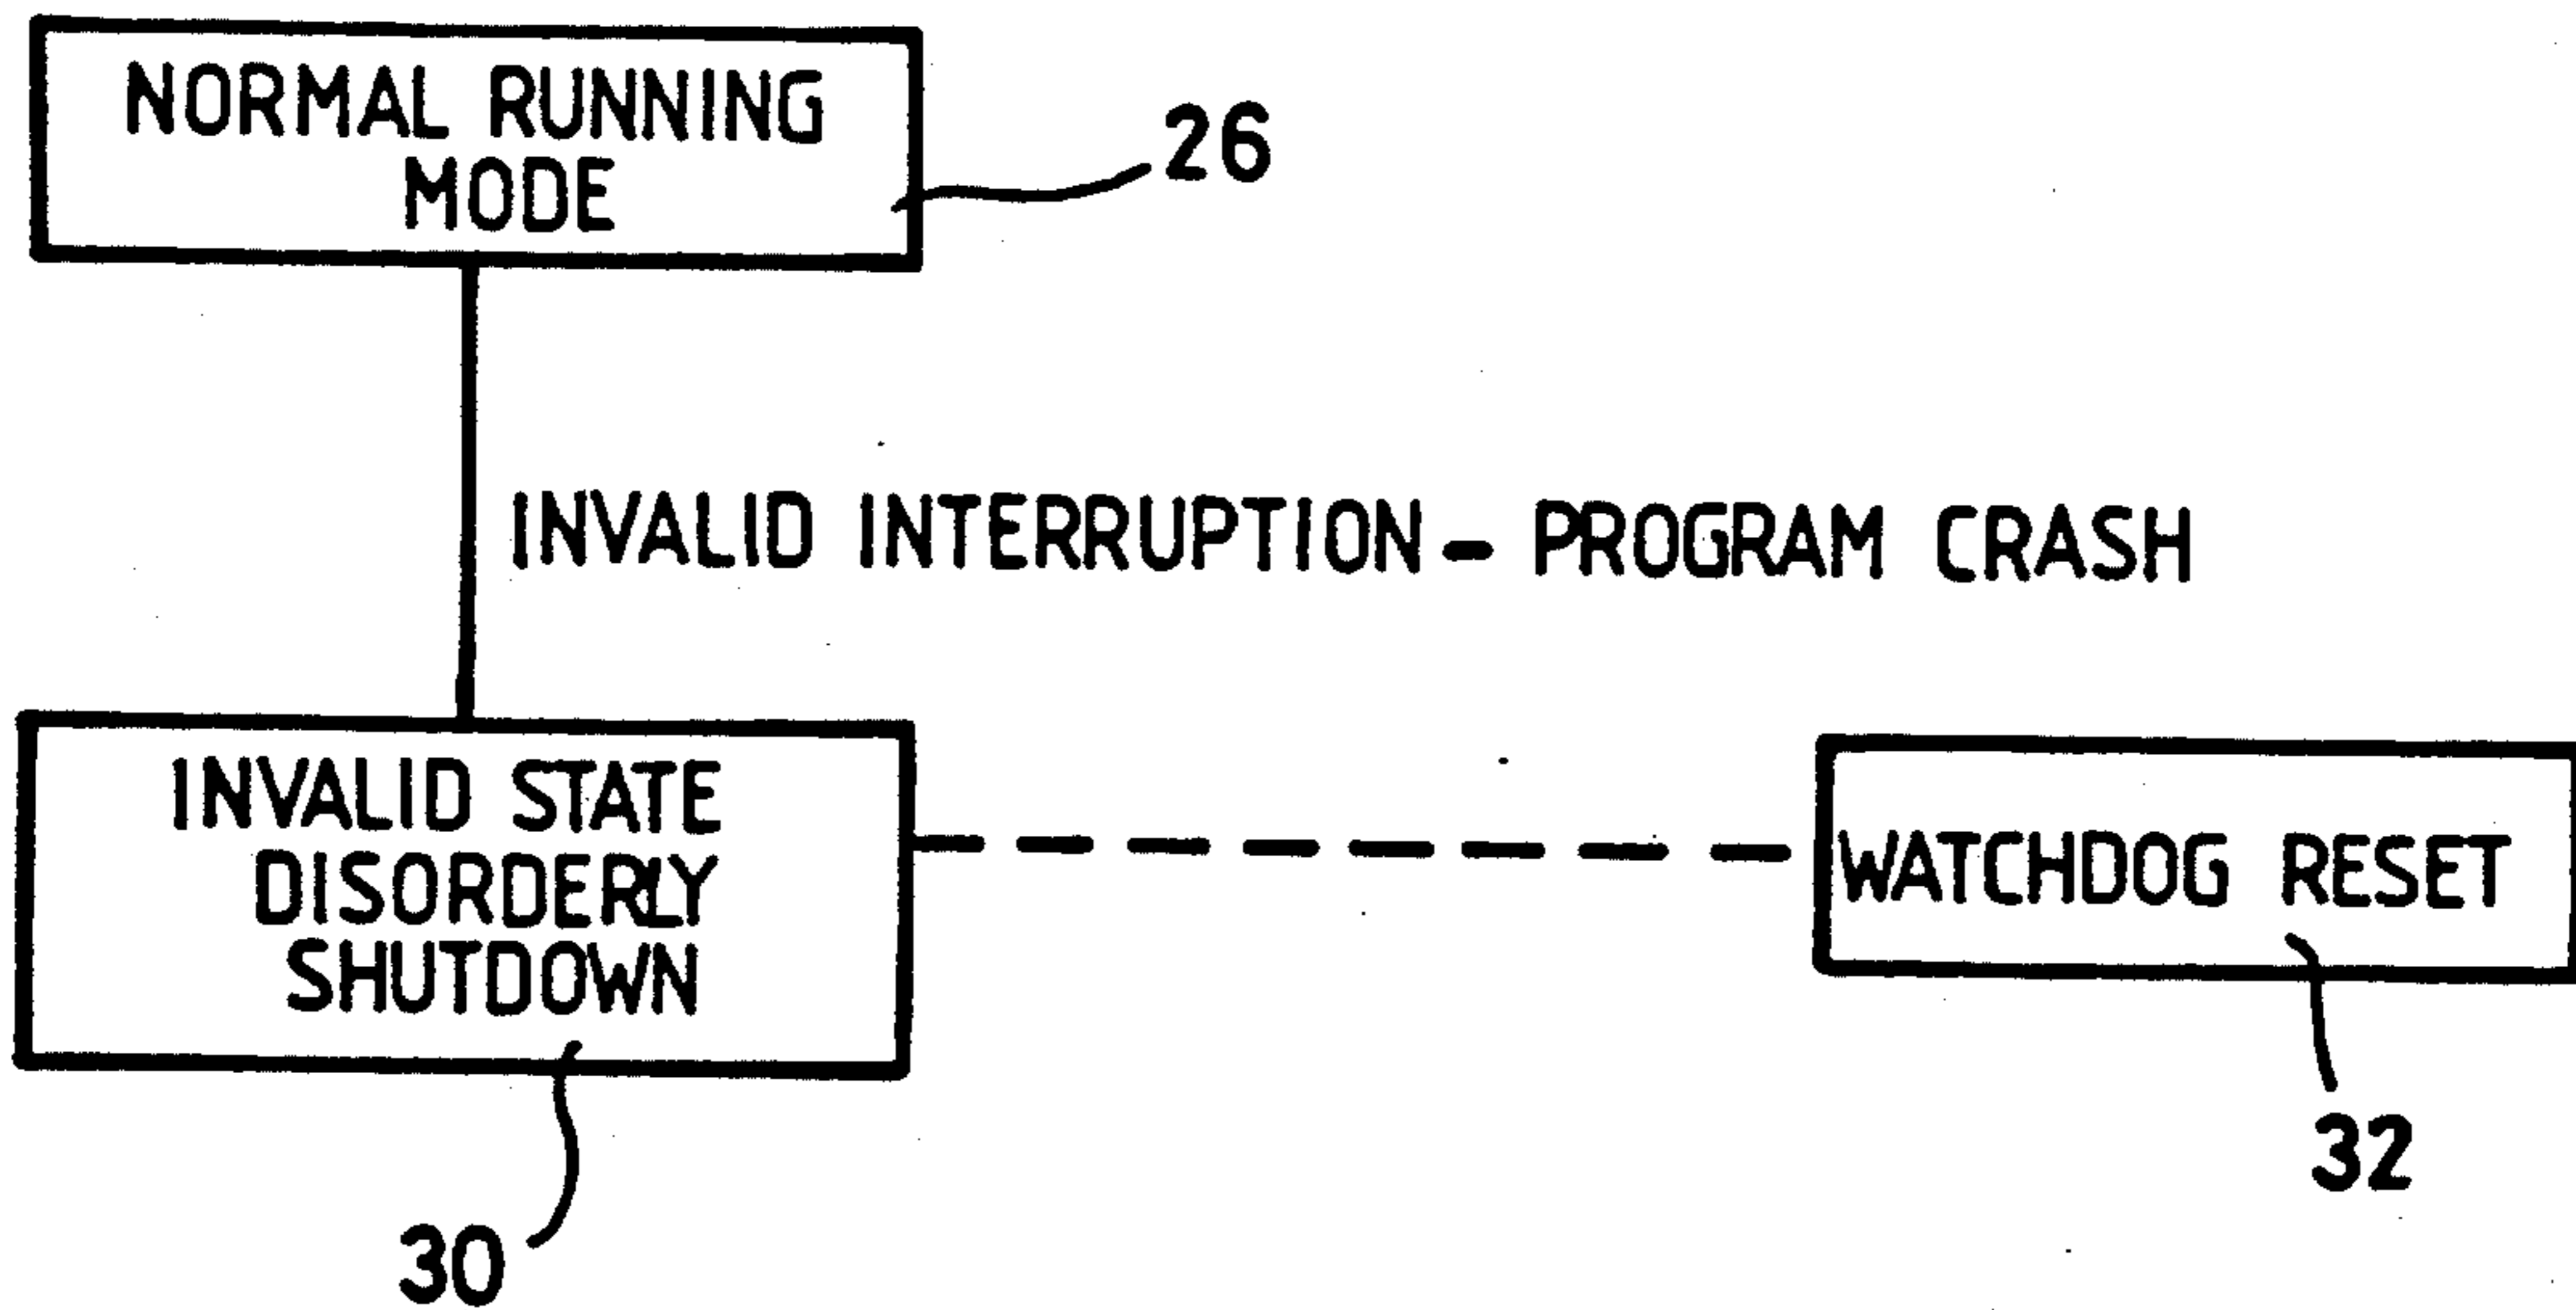 NORMAL RUNNING
MODE
26
INVALID INTERRUPTION - PROGRAM CRASH
INVALID STATE
DISORDERLY
SHUTDOWN
WATCHDOG RESET
32
30